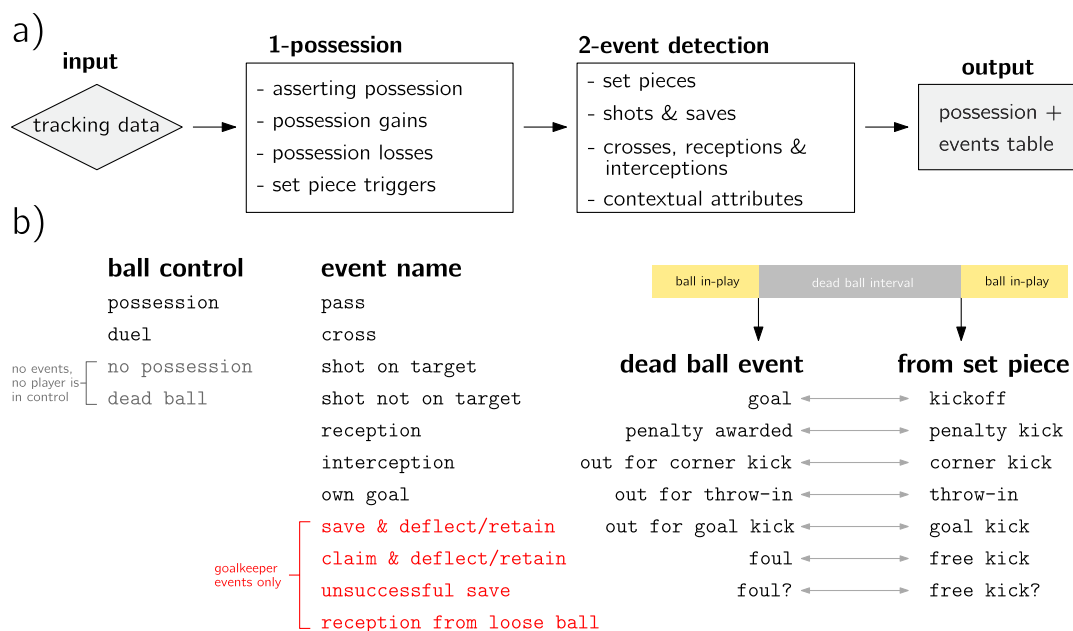 a)
input
tracking data
1-possession
- asserting possession
- possession gains
- possession losses
- set piece triggers
2-event detection
- set pieces
- shots & saves
- crosses, receptions &
interceptions
- contextual attributes
output
possession +
events table
b)
ball control
possession
duel
no possession
dead ball
no events,
no player is
in control
event name
pass
cross
shot on target
shot not on target
reception
interception
own goal
save & deflect/retain
claim & deflect/retain
unsuccessful save
reception from loose ball
goalkeeper
events only
ball in-play
dead ball interval
ball in-play
dead ball event
from set piece
goal
kickoff
penalty awarded
penalty kick
out for corner kick
corner kick
out for throw-in
throw-in
out for goal kick
goal kick
foul
free kick
foul?
free kick?